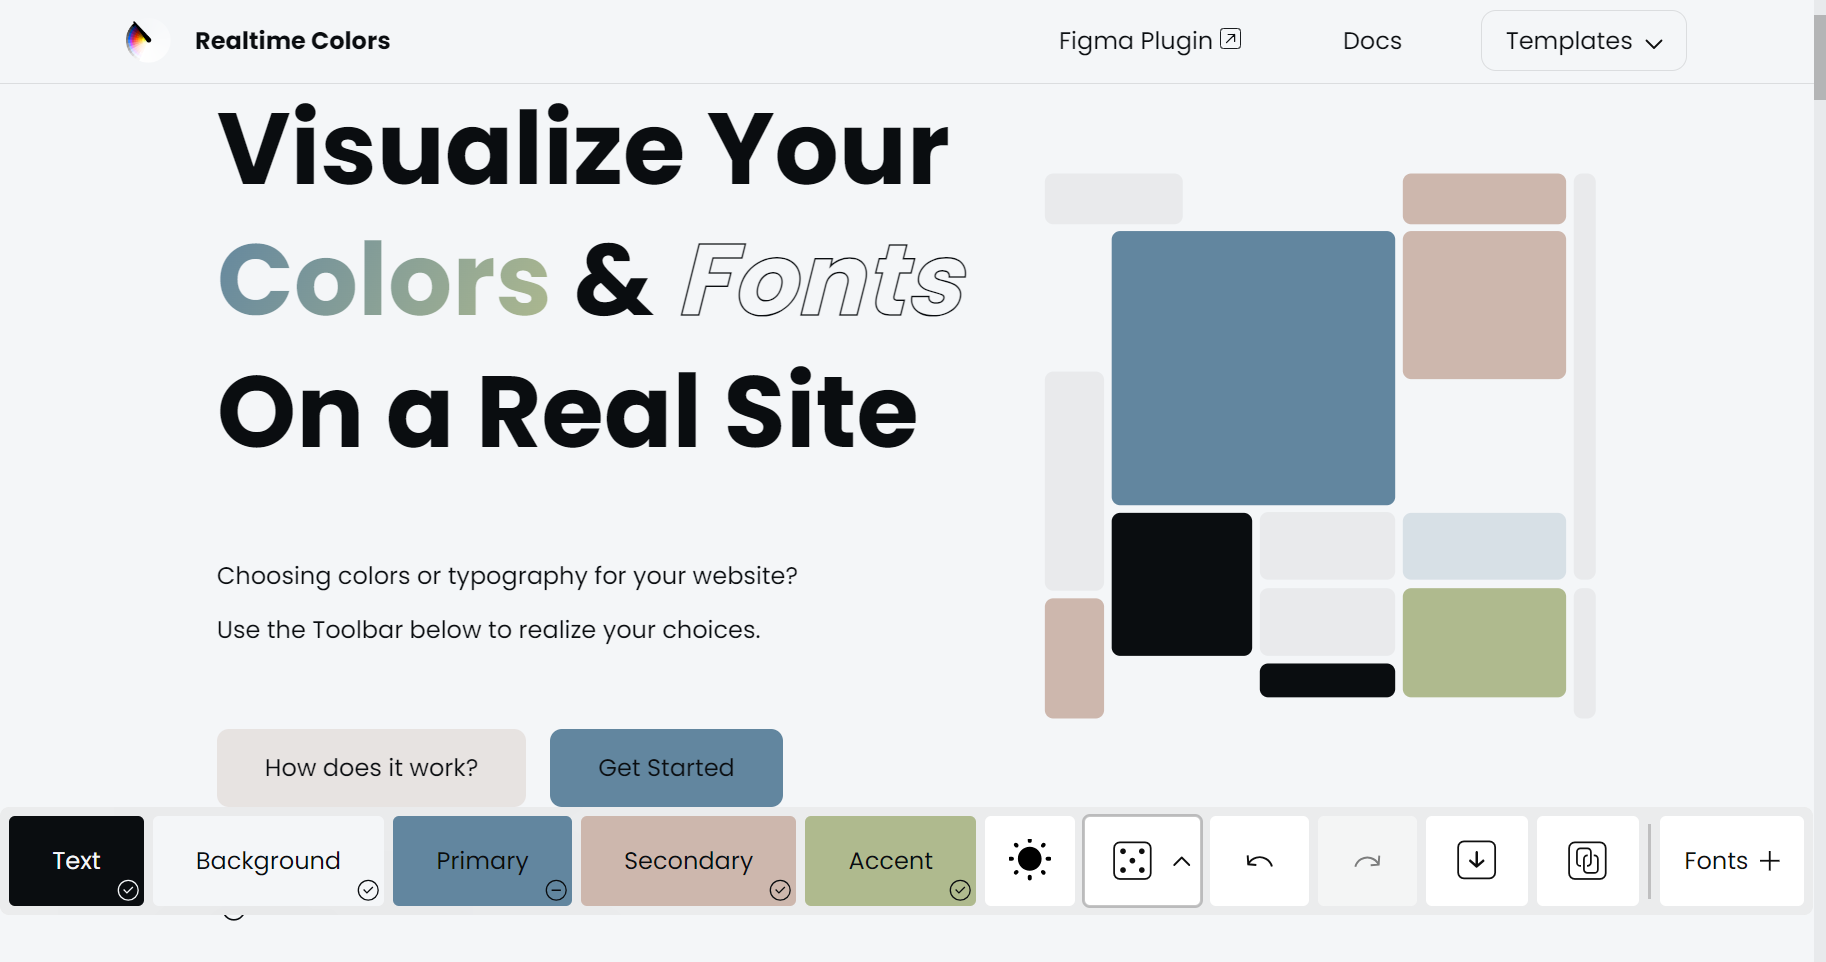 Realtime Colors
Figma Plugin
Docs
Templates
Visualize Your
Colors & Fonts
On a Real Site
Choosing colors or typography for your website?
Use the Toolbar below to realize your choices.
How does it work?
Get Started
Text
Background
Primary
Secondary
Accent
Fonts